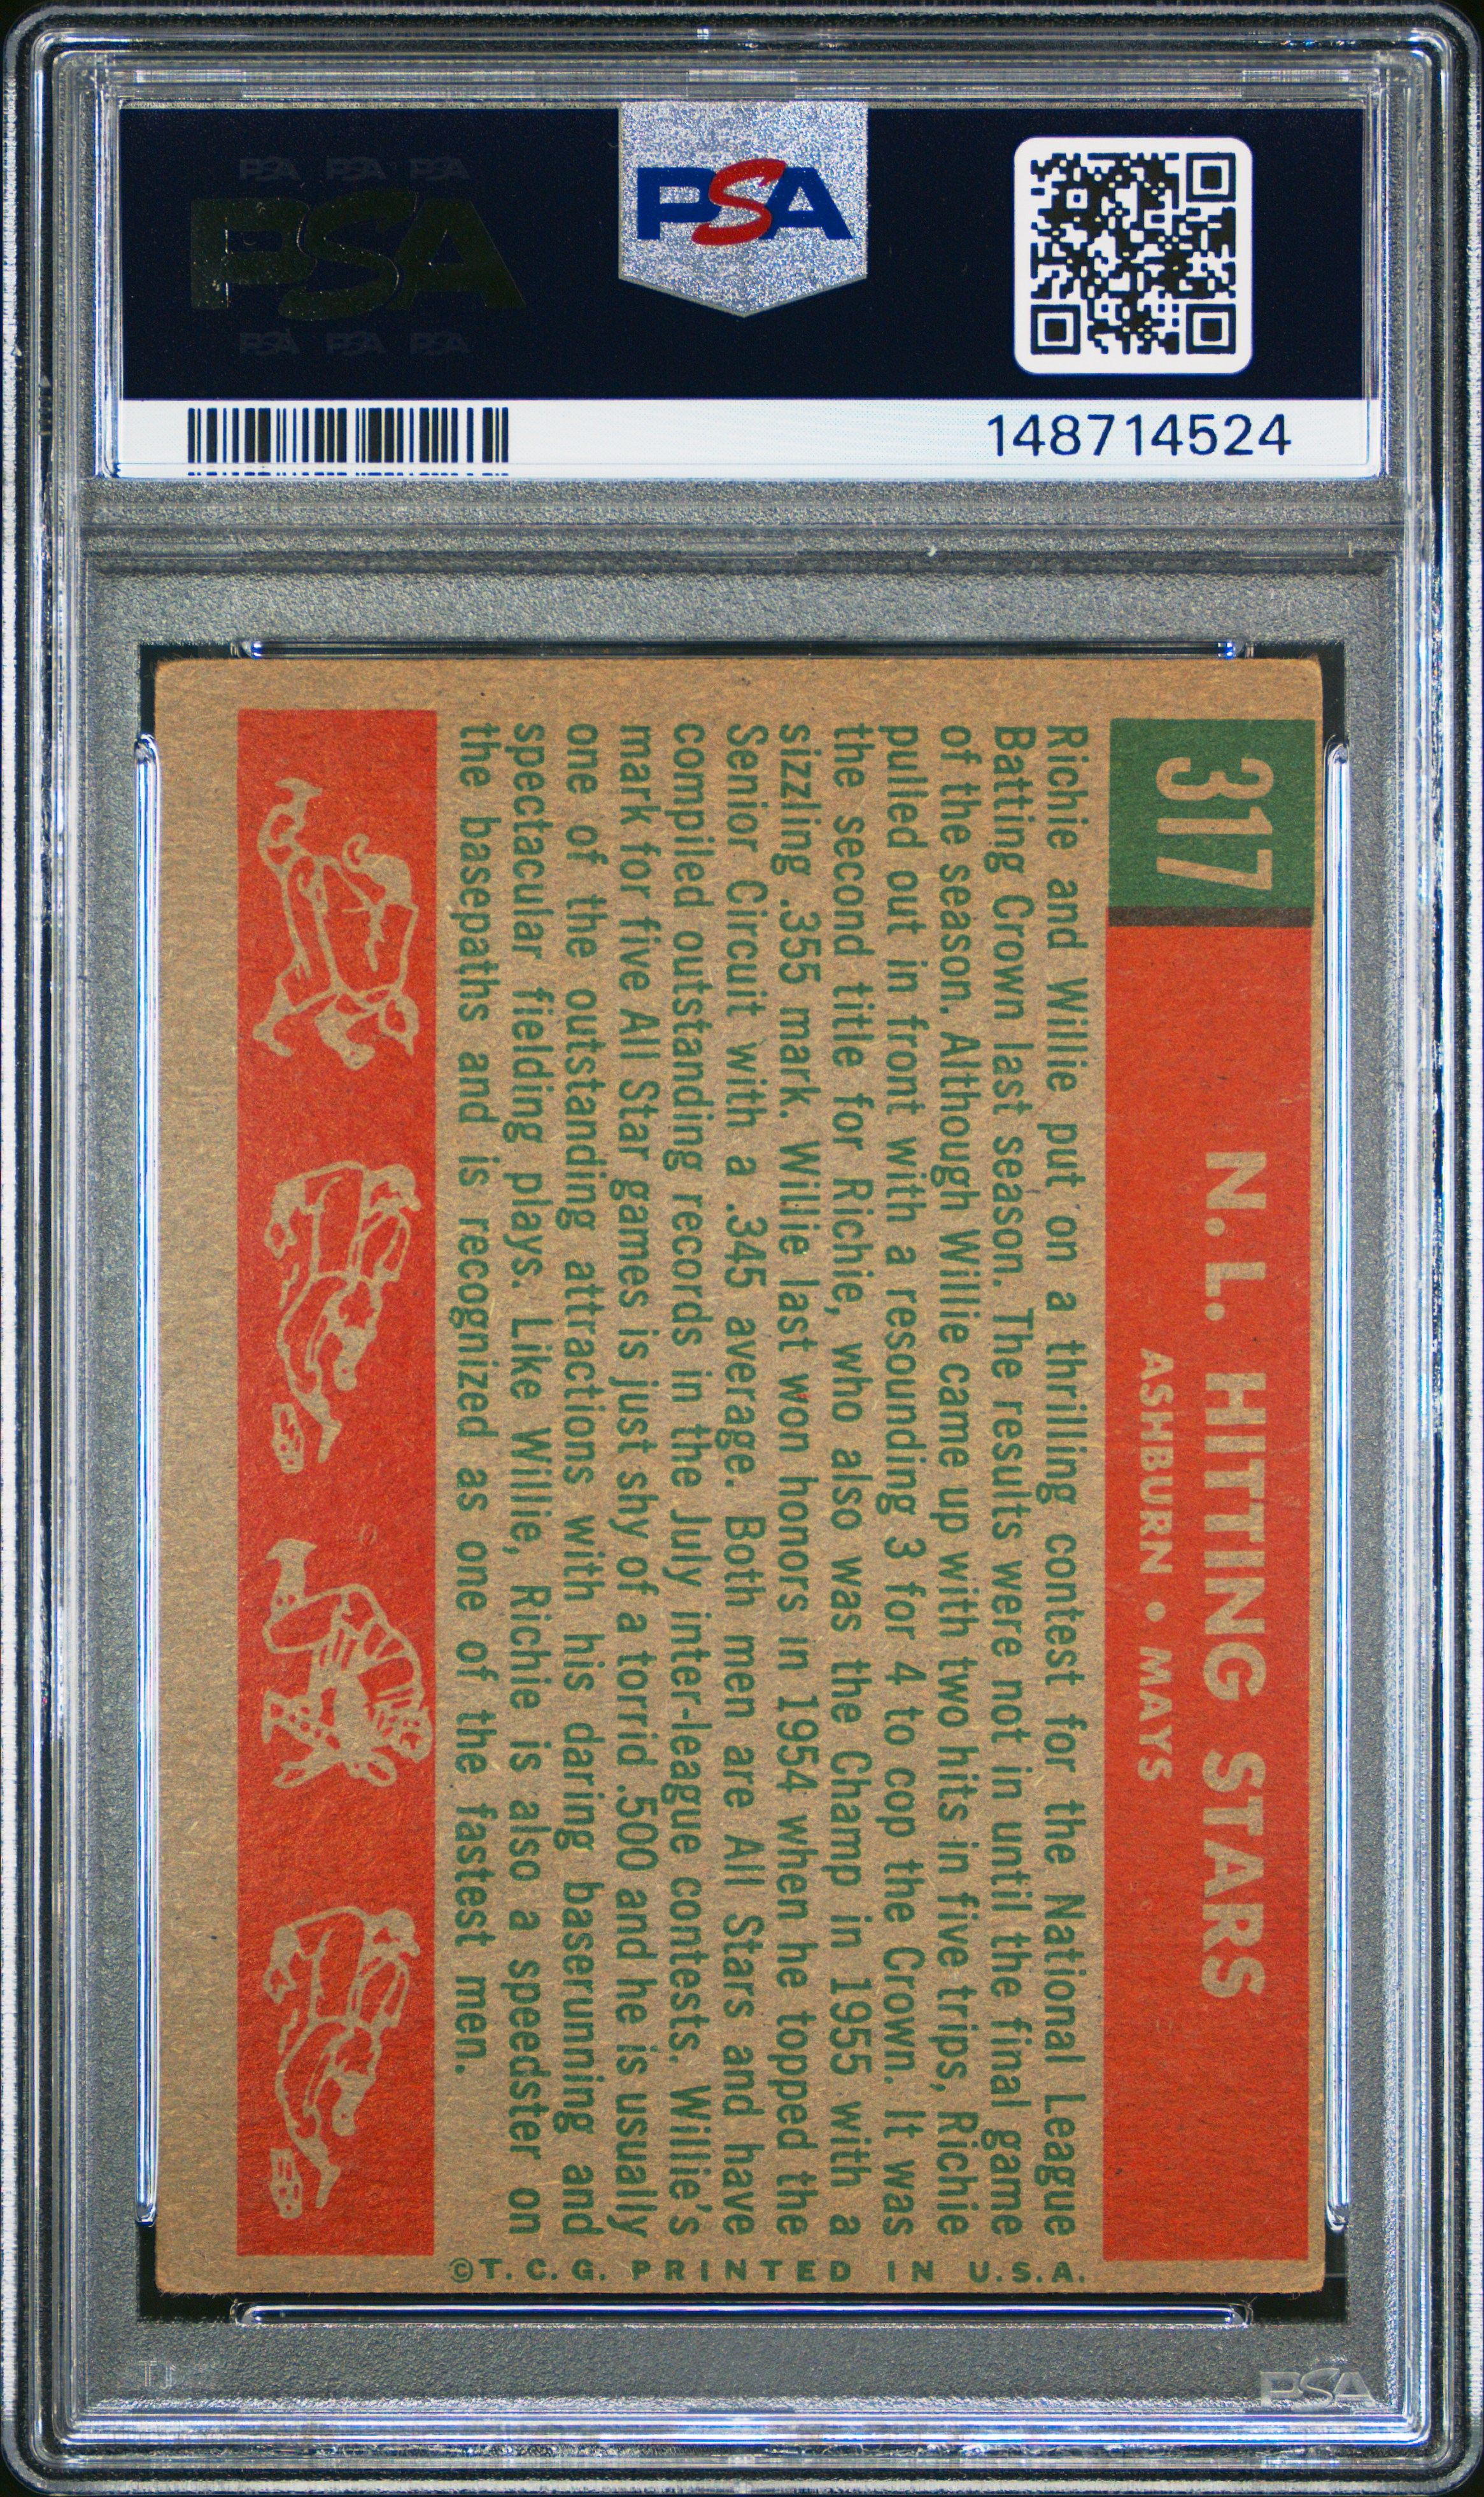 PSA PSA PSA
PSA
PSA PSA PSA
PSA
148714524
317
N. L. HITTING STARS
ASHBURN • MAYS
Richie and Willie put on a thrilling contest for the National League
Batting Crown last season. The results were not in until the final game
of the season. Although Willie came up with two hits in five trips, Richie
pulled out in front with a resounding 3 for 4 to cop the Crown. It was
the second title for Richie, who also was the Champ in 1955 with a
sizzling .355 mark. Willie last won honors in 1954 when he topped the
Senior Circuit with a .345 average. Both men are All Stars and have
compiled outstanding records in the July inter-league contests. Willie's
mark for five All Star games is just shy of a torrid .500 and he is usually
one of the outstanding attractions with his daring baserunning and
spectacular fielding plays. Like Willie, Richie is also a speedster on
the basepaths and is recognized as one of the fastest men.
©T. C. G. PRINTED IN U.S.A.
PSA